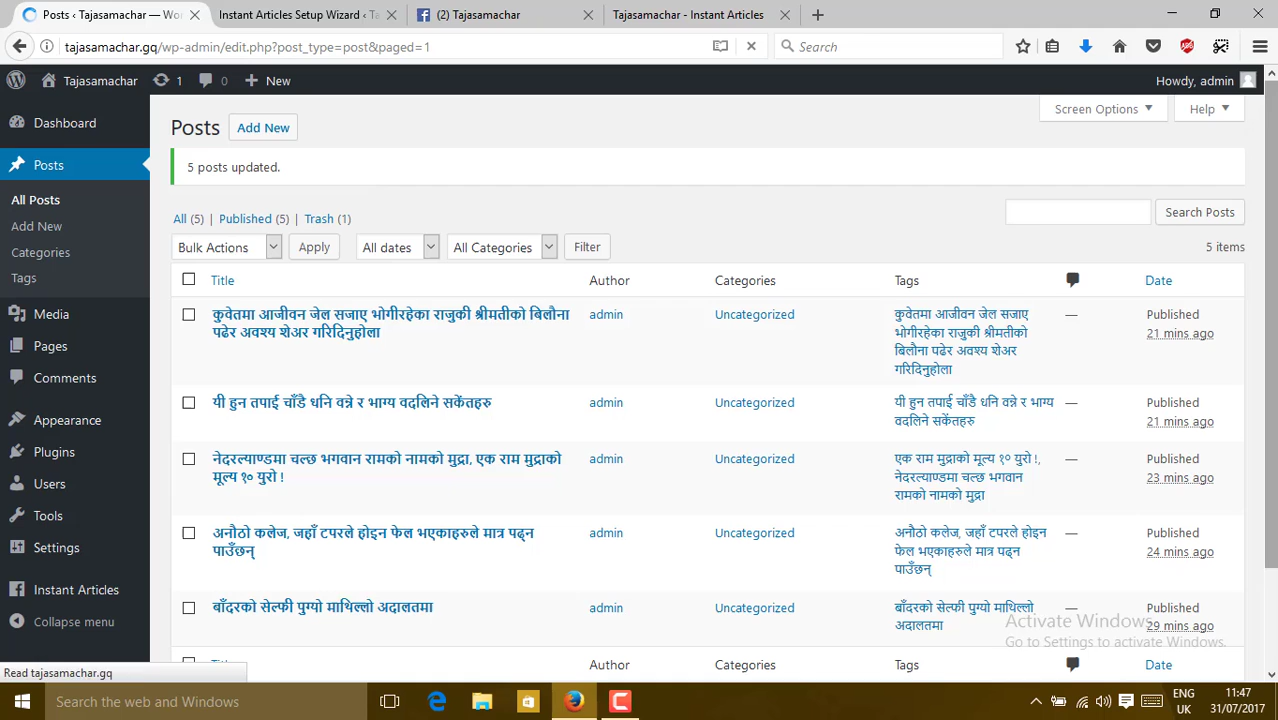 Posts ‹ Tajasamachar — Wo
Instant Articles Setup Wizard ‹ Ta
(2) Tajasamachar
Tajasamachar - Instant Articles
tajasamachar.gq/wp-admin/edit.php?post_type=post&paged=1
Search
Tajasamachar
1
0
New
Howdy, admin
Dashboard
Posts
All Posts
Add New
Categories
Tags
Media
Pages
Comments
Appearance
Plugins
Users
Tools
Settings
Instant Articles
Collapse menu
Screen Options
Help
Posts
Add New
5 posts updated.
All (5) | Published (5) | Trash (1)
Search Posts
Bulk Actions
Apply
All dates
All Categories
Filter
5 items
Title
Author
Categories
Tags
Date
कुवेतमा आजीवन जेल सजाए भोगीरहेका राजुकी श्रीमतीको बिलौना
पढेर अवश्य शेअर गरिदिनुहोला
admin
Uncategorized
कुवेतमा आजीवन जेल सजाए
भोगीरहेका राजुकी श्रीमतीको
बिलौना पढेर अवश्य शेअर
गरिदिनुहोला
—
Published
21 mins ago
यी हुन तपाई चाँडै धनि वन्ने र भाग्य वदलिने सकेंतहरु
admin
Uncategorized
यी हुन तपाई चाँडै धनि वन्ने र भाग्य
वदलिने सकेंतहरु
—
Published
21 mins ago
नेदरल्याण्डमा चल्छ भगवान रामको नामको मुद्रा, एक राम मुद्राको
मूल्य १० युरो !
admin
Uncategorized
एक राम मुद्राको मूल्य १० युरो !,
नेदरल्याण्डमा चल्छ भगवान
रामको नामको मुद्रा
—
Published
23 mins ago
अनौठो कलेज, जहाँ टपरले होइन फेल भएकाहरुले मात्र पढ्न
पाउँछन्
admin
Uncategorized
अनौठो कलेज, जहाँ टपरले होइन
फेल भएकाहरुले मात्र पढ्न
पाउँछन्
—
Published
24 mins ago
बाँदरको सेल्फी पुग्यो माथिल्लो अदालतमा
admin
Uncategorized
बाँदरको सेल्फी पुग्यो माथिल्लो
अदालतमा
—
Published
29 mins ago
Activate Windows
Go to Settings to activate Windows.
Title
Author
Categories
Tags
Date
Read tajasamachar.gq
Search the web and Windows
ENG
UK
11:47
31/07/2017